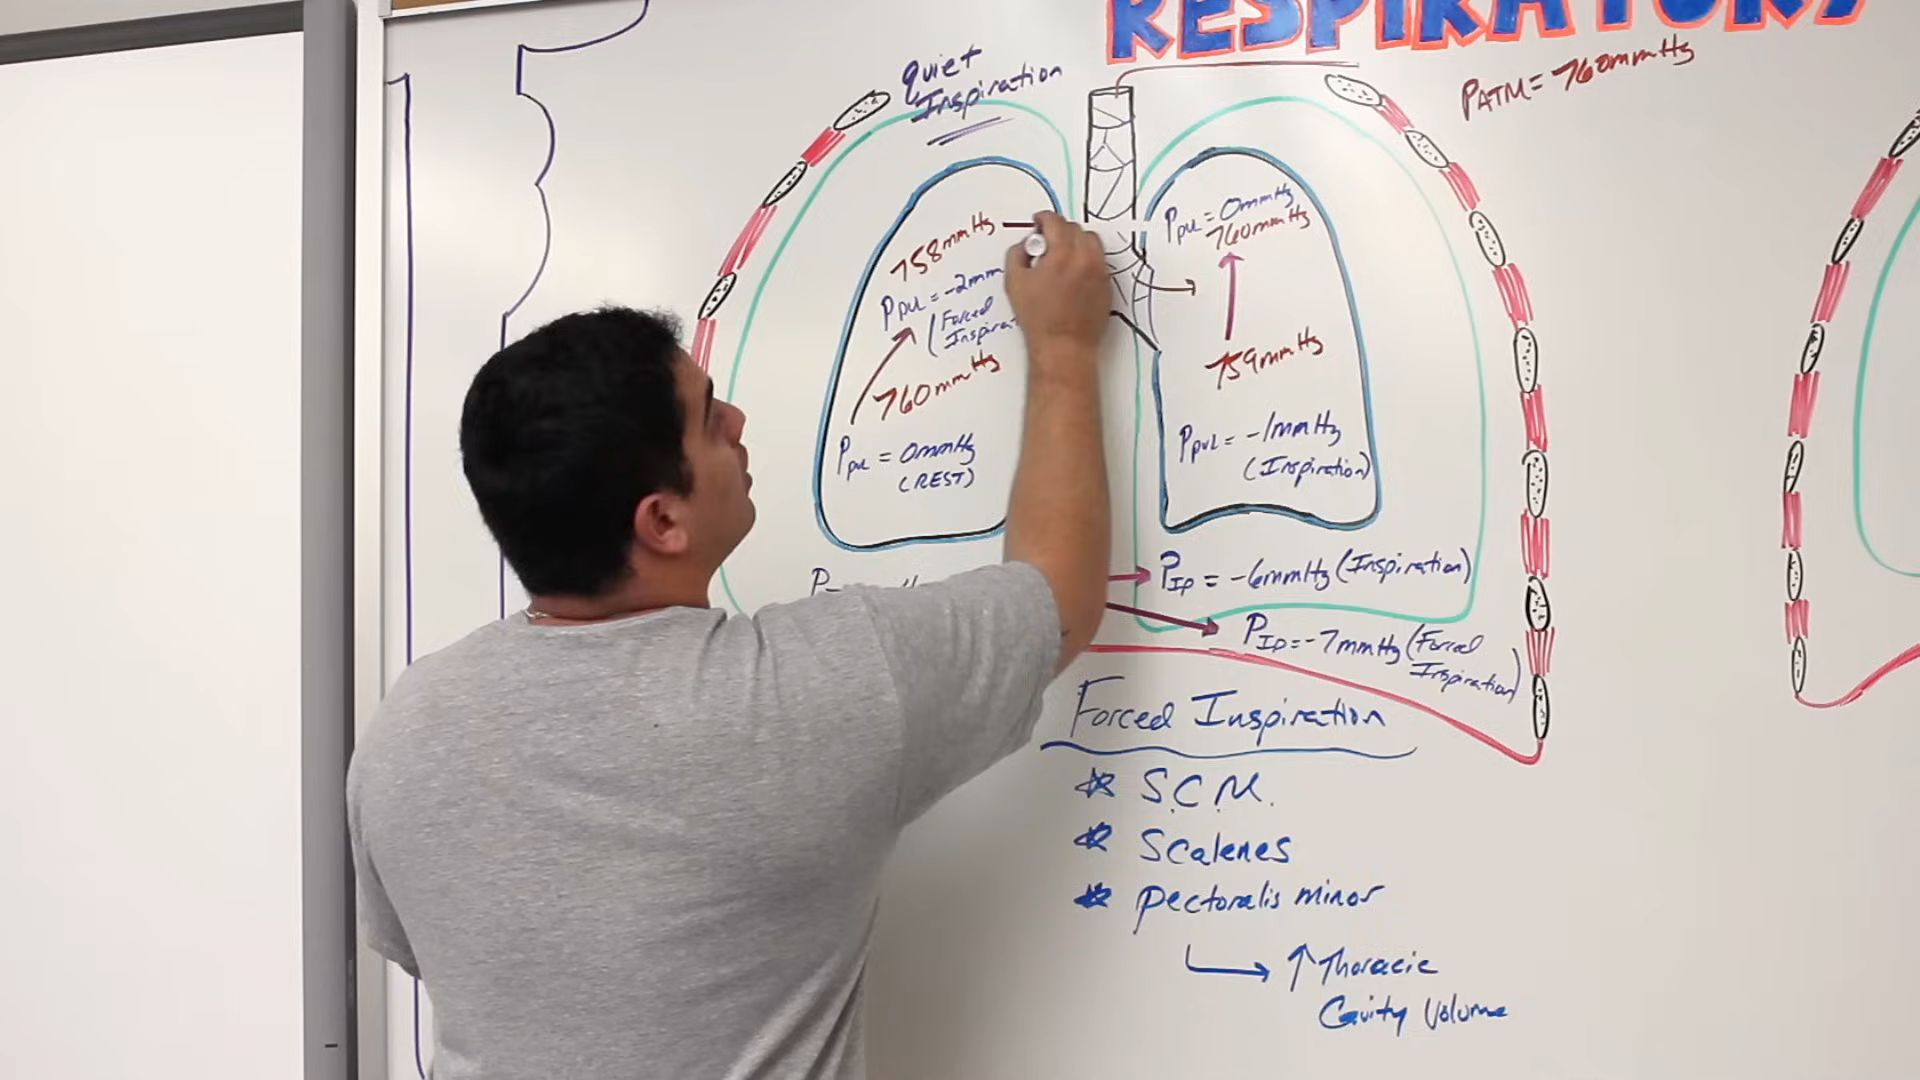 RESPIRATORY
quiet
Inspiration
PATM = 760mmHg
758mmHg
Ppul = -2mm
(Forced
760mmHg
Ppul = 0mmHg
(REST)
Ppul = 0mmHg
760mmHg
759mmHg
Ppul = -1mmHg
(Inspiration)
PIP = -6mmHg (Inspiration)
PIP = -7mmHg (Forced
Inspiration)
Forced Inspiration
S.C.M.
Scalenes
Pectoralis minor
↑ Thoracic
Cavity Volume